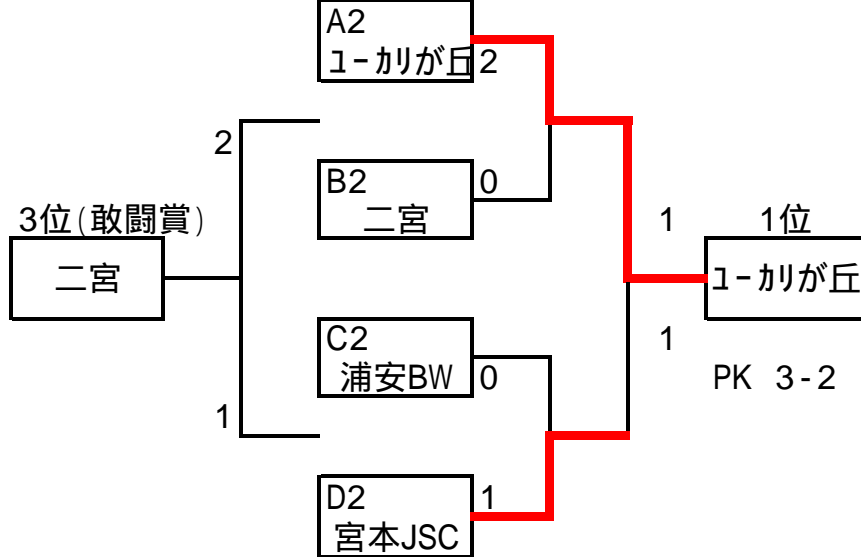 A2
ﾕｰｶﾘが丘
2
2
B2
二宮
0
3位(敢闘賞)
二宮
1
1位
ﾕｰｶﾘが丘
C2
浦安BW
0
1
PK 3-2
1
D2
宮本JSC
1